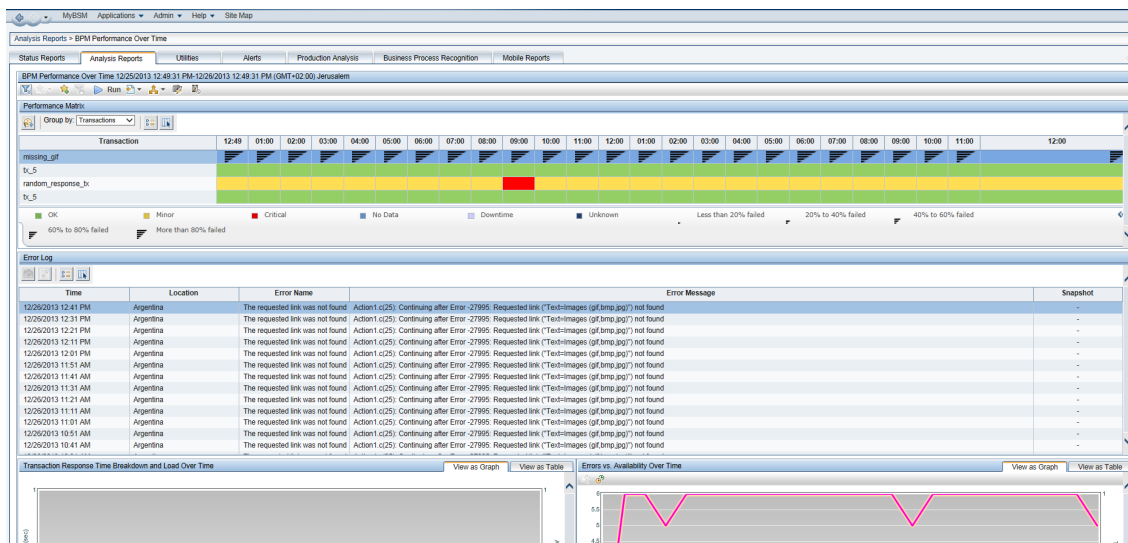 MyBSM Applications Admin Help Site Map
Analysis Reports > BPM Performance Over Time
Status Reports Analysis Reports Utilities Alerts Production Analysis Business Process Recognition Mobile Reports
BPM Performance Over Time 12/25/2013 12:49:31 PM-12/26/2013 12:49:31 PM (GMT+02:00) Jerusalem
Run
Performance Matrix
Group by: Transactions
Transaction 12:49 01:00 02:00 03:00 04:00 05:00 06:00 07:00 08:00 09:00 10:00 11:00 12:00 01:00 02:00 03:00 04:00 05:00 06:00 07:00 08:00 09:00 10:00 11:00 12:00
missing_gif
tx_5
random_response_tx
tx_5
OK Minor Critical No Data Downtime Unknown Less than 20% failed 20% to 40% failed 40% to 60% failed
60% to 80% failed More than 80% failed
Error Log
Time Location Error Name Error Message Snapshot
12/26/2013 12:41 PM Argentina The requested link was not found Action1.c(25): Continuing after Error -27995: Requested link ("Text=Images (gif,bmp,jpg)") not found -
12/26/2013 12:31 PM Argentina The requested link was not found Action1.c(25): Continuing after Error -27995: Requested link ("Text=Images (gif,bmp,jpg)") not found -
12/26/2013 12:21 PM Argentina The requested link was not found Action1.c(25): Continuing after Error -27995: Requested link ("Text=Images (gif,bmp,jpg)") not found -
12/26/2013 12:11 PM Argentina The requested link was not found Action1.c(25): Continuing after Error -27995: Requested link ("Text=Images (gif,bmp,jpg)") not found -
12/26/2013 12:01 PM Argentina The requested link was not found Action1.c(25): Continuing after Error -27995: Requested link ("Text=Images (gif,bmp,jpg)") not found -
12/26/2013 11:51 AM Argentina The requested link was not found Action1.c(25): Continuing after Error -27995: Requested link ("Text=Images (gif,bmp,jpg)") not found -
12/26/2013 11:41 AM Argentina The requested link was not found Action1.c(25): Continuing after Error -27995: Requested link ("Text=Images (gif,bmp,jpg)") not found -
12/26/2013 11:31 AM Argentina The requested link was not found Action1.c(25): Continuing after Error -27995: Requested link ("Text=Images (gif,bmp,jpg)") not found -
12/26/2013 11:21 AM Argentina The requested link was not found Action1.c(25): Continuing after Error -27995: Requested link ("Text=Images (gif,bmp,jpg)") not found -
12/26/2013 11:11 AM Argentina The requested link was not found Action1.c(25): Continuing after Error -27995: Requested link ("Text=Images (gif,bmp,jpg)") not found -
12/26/2013 11:01 AM Argentina The requested link was not found Action1.c(25): Continuing after Error -27995: Requested link ("Text=Images (gif,bmp,jpg)") not found -
12/26/2013 10:51 AM Argentina The requested link was not found Action1.c(25): Continuing after Error -27995: Requested link ("Text=Images (gif,bmp,jpg)") not found -
12/26/2013 10:41 AM Argentina The requested link was not found Action1.c(25): Continuing after Error -27995: Requested link ("Text=Images (gif,bmp,jpg)") not found -
Transaction Response Time Breakdown and Load Over Time View as Graph View as Table
Errors vs. Availability Over Time View as Graph View as Table
1 1
(sec)
6 1
5.5
5
4.5